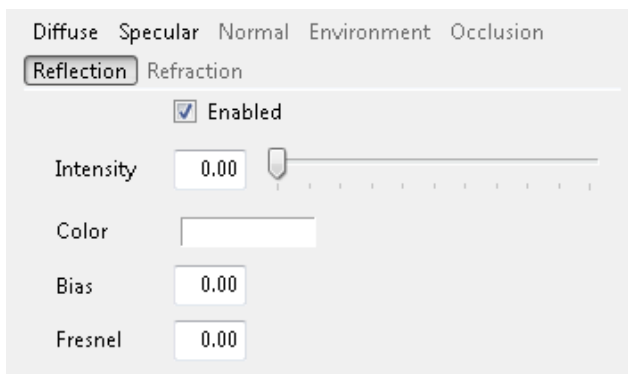 Diffuse Specular Normal Environment Occlusion
Reflection Refraction
Enabled
Intensity 0.00
Color
Bias 0.00
Fresnel 0.00